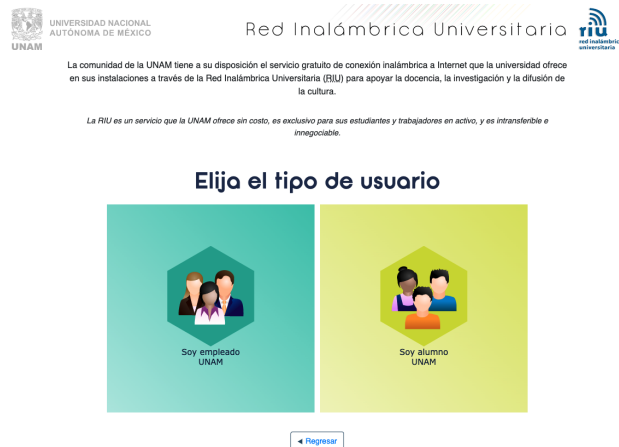 UNIVERSIDAD NACIONAL
AUTÓNOMA DE MÉXICO
UNAM
Red Inalámbrica Universitaria
riu
red inalámbric
universitaria
La comunidad de la UNAM tiene a su disposición el servicio gratuito de conexión inalámbrica a Internet que la universidad ofrece
en sus instalaciones a través de la Red Inalámbrica Universitaria (RIU) para apoyar la docencia, la investigación y la difusión de
la cultura.
La RIU es un servicio que la UNAM ofrece sin costo, es exclusivo para sus estudiantes y trabajadores en activo, y es intransferible e
innegociable.
Elija el tipo de usuario
Soy empleado
UNAM
Soy alumno
UNAM
◄ Regresar